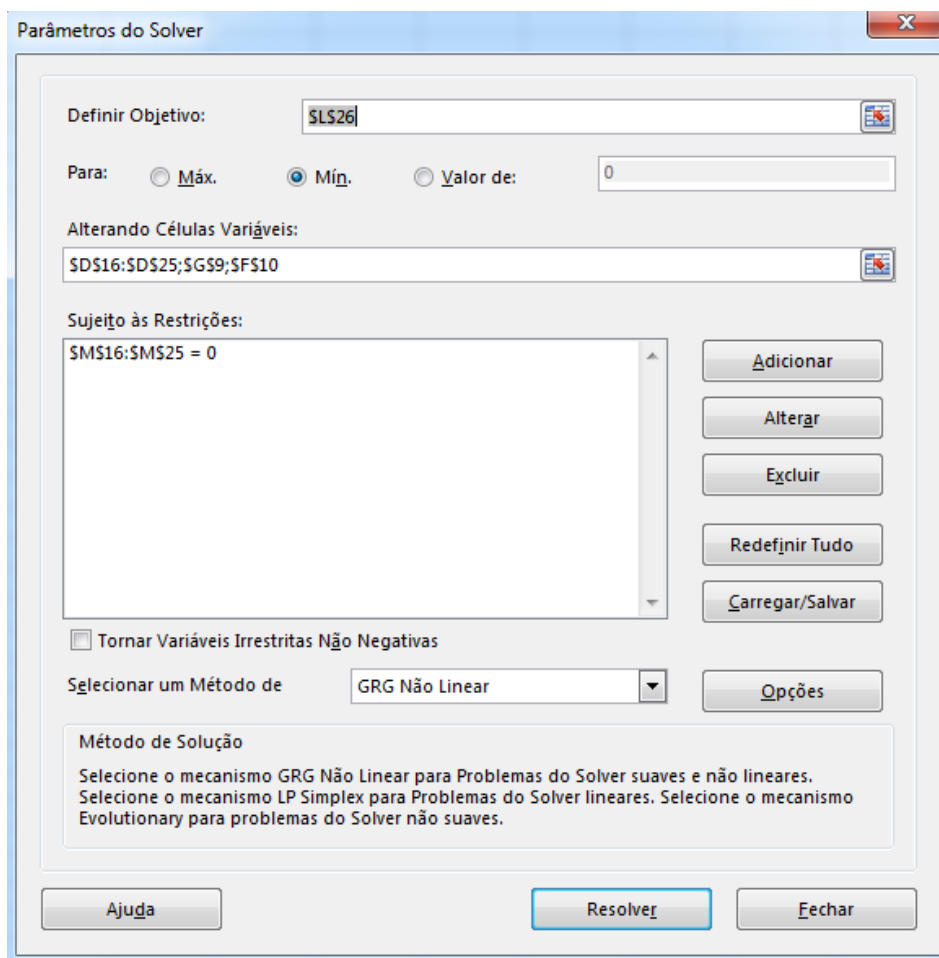 Parâmetros do Solver
X
Definir Objetivo:
$L$26
Para:
Máx.
Mín.
Valor de:
0
Alterando Células Variáveis:
$D$16:$D$25;$G$9;$F$10
Sujeito às Restrições:
$M$16:$M$25 = 0
Adicionar
Alterar
Excluir
Redefinir Tudo
Carregar/Salvar
Tornar Variáveis Irrestritas Não Negativas
Selecionar um Método de
GRG Não Linear
Opções
Método de Solução
Selecione o mecanismo GRG Não Linear para Problemas do Solver suaves e não lineares.
Selecione o mecanismo LP Simplex para Problemas do Solver lineares. Selecione o mecanismo
Evolutionary para problemas do Solver não suaves.
Ajuda
Resolver
Fechar